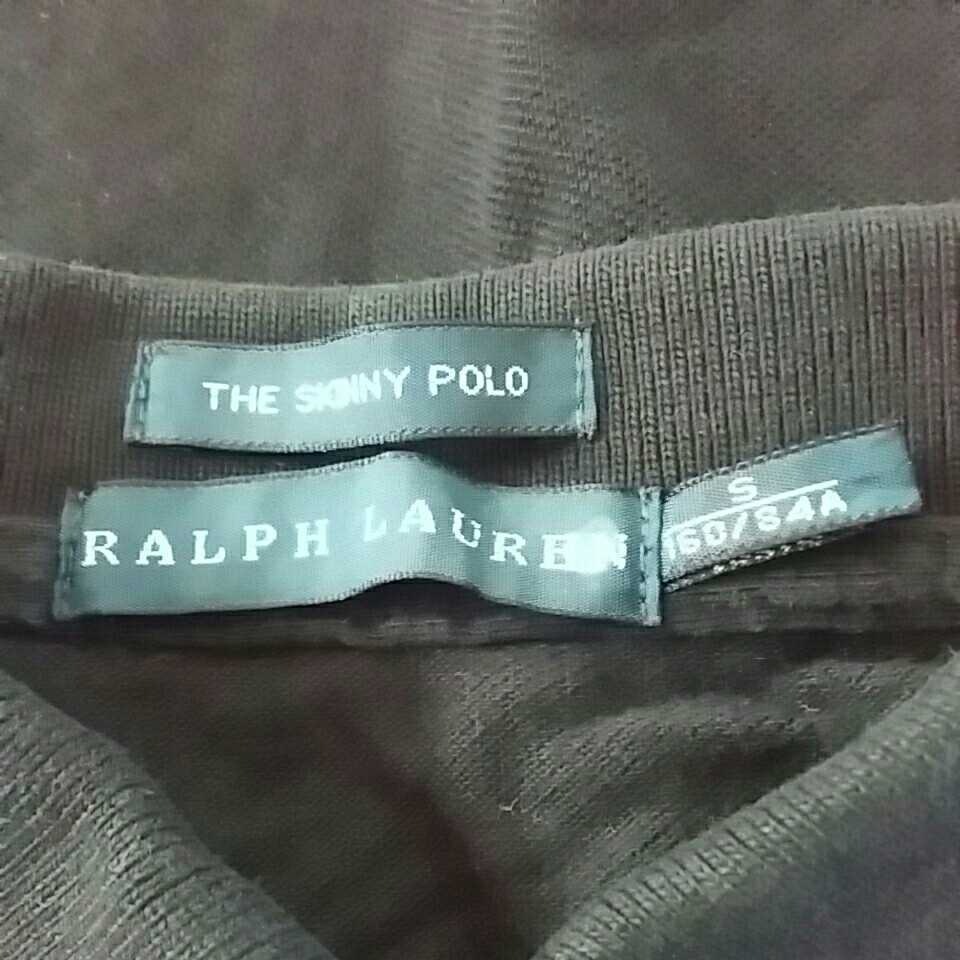 THE SKINNY POLO
RALPH LAUREN
S
160/84A